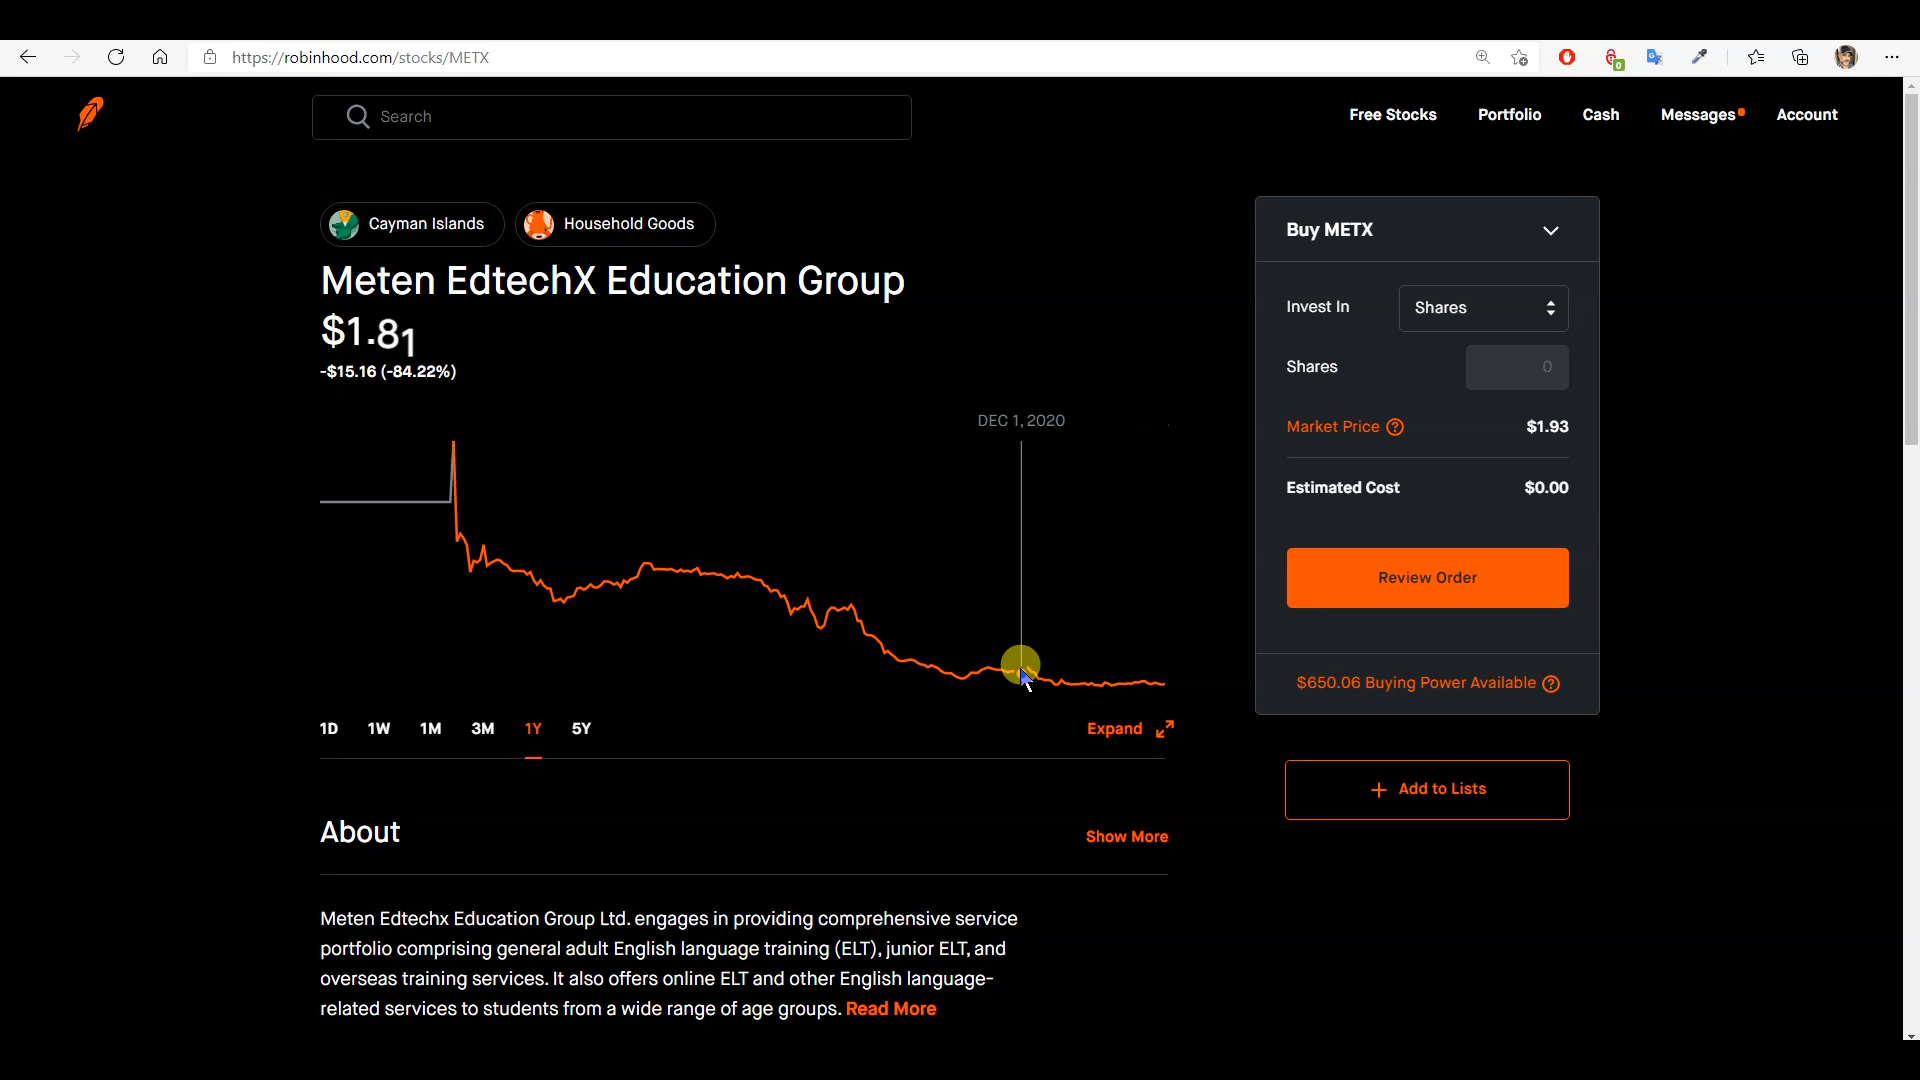 https://robinhood.com/stocks/METX
0
Search
Free Stocks Portfolio Cash Messages Account
Cayman Islands Household Goods
Meten EdtechX Education Group
$1.81
-$15.16 (-84.22%)
DEC 1, 2020
1D 1W 1M 3M 1Y 5Y
Expand
About
Show More
Meten Edtechx Education Group Ltd. engages in providing comprehensive service
portfolio comprising general adult English language training (ELT), junior ELT, and
overseas training services. It also offers online ELT and other English language-
related services to students from a wide range of age groups. Read More
Buy METX
Invest In Shares
Shares 0
Market Price ? $1.93
Estimated Cost $0.00
Review Order
$650.06 Buying Power Available ?
+ Add to Lists